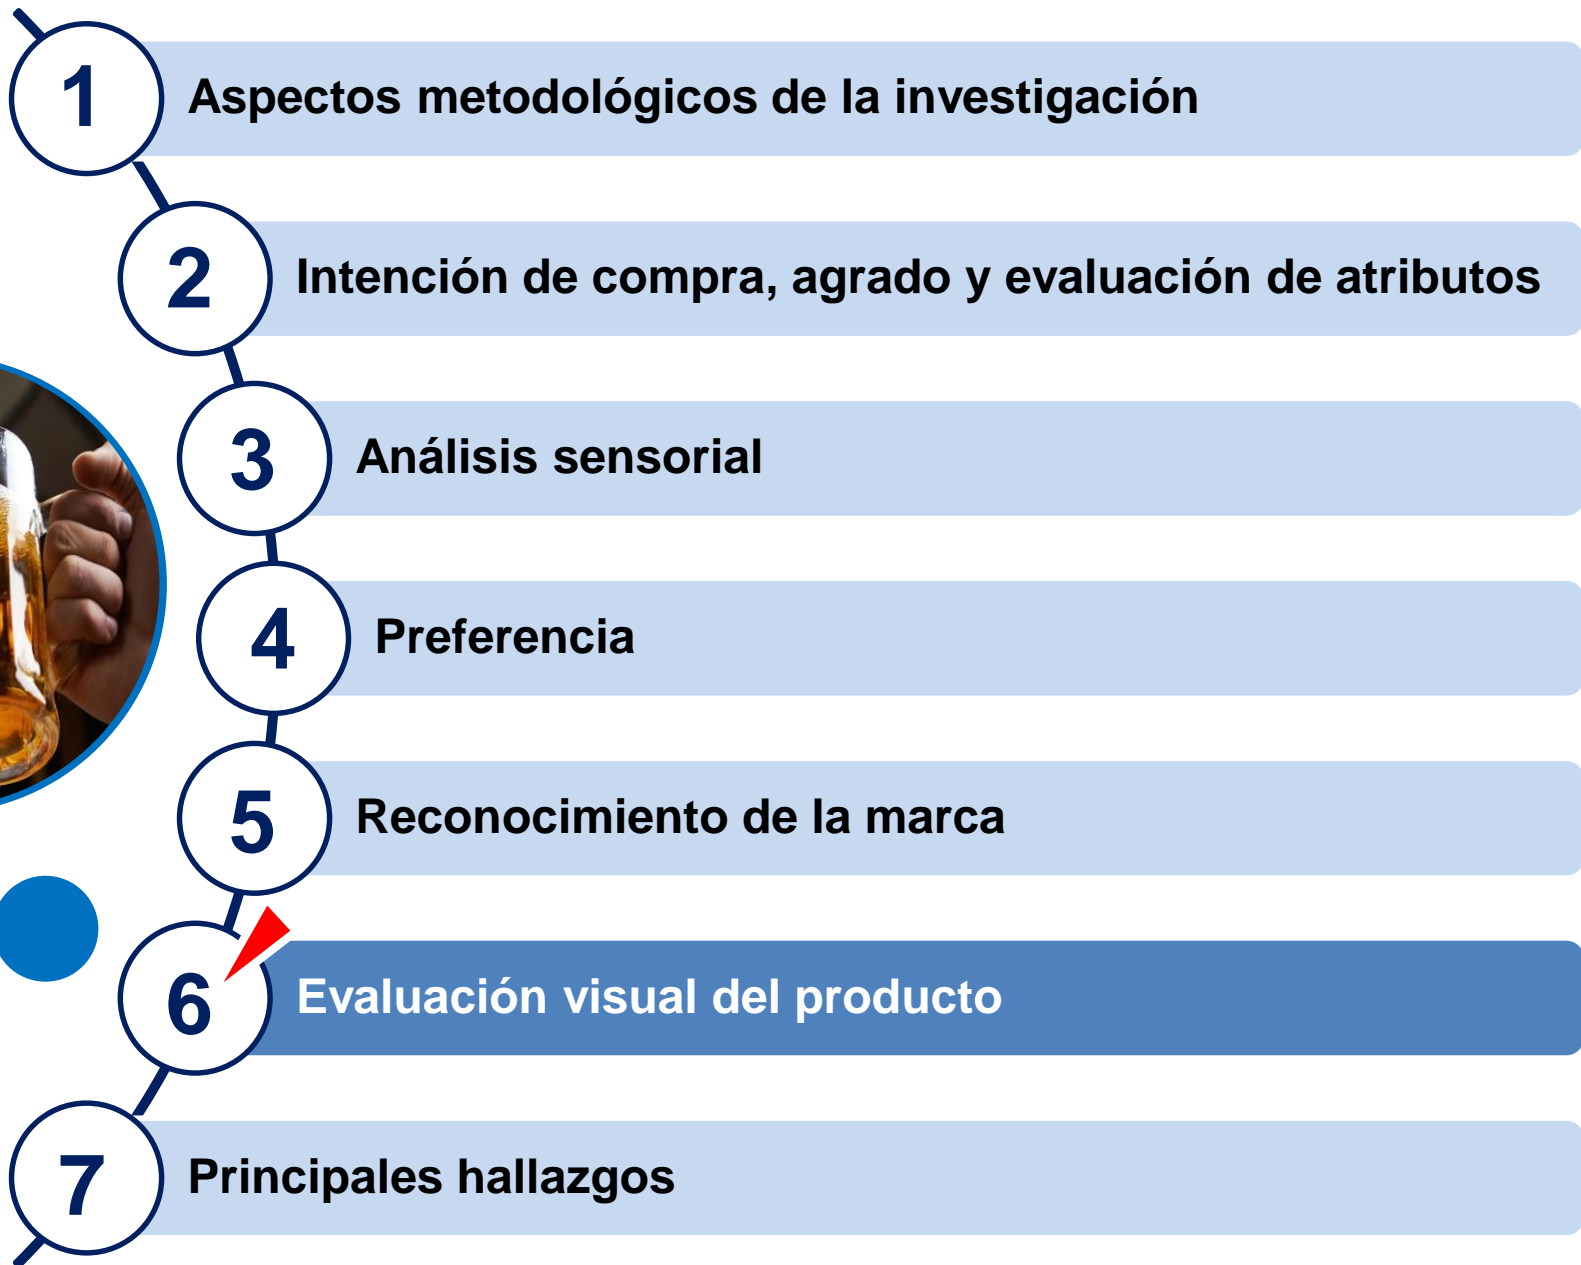 1 Aspectos metodológicos de la investigación
2 Intención de compra, agrado y evaluación de atributos
3 Análisis sensorial
4 Preferencia
5 Reconocimiento de la marca
6 Evaluación visual del producto
7 Principales hallazgos